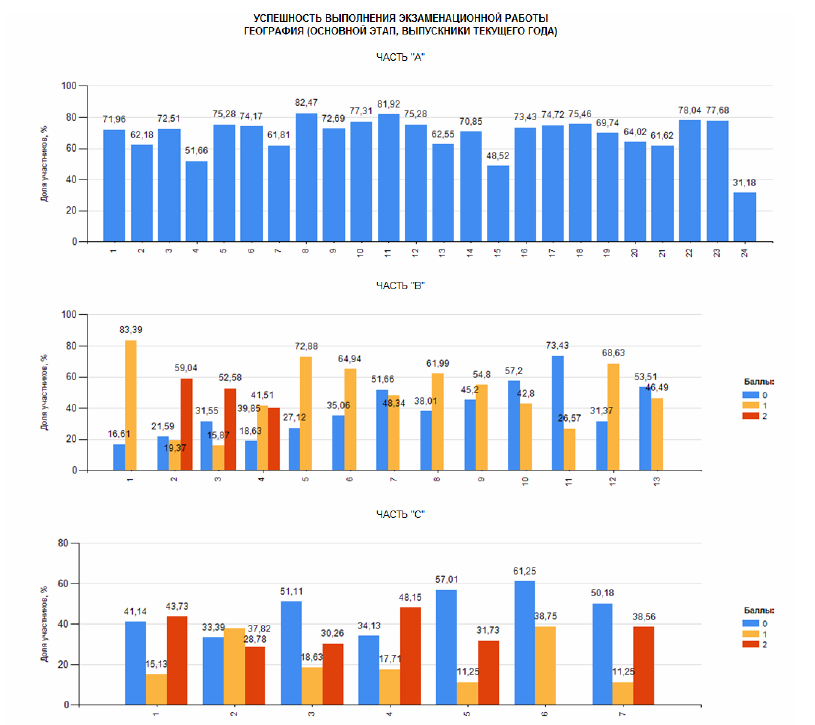 УСПЕШНОСТЬ ВЫПОЛНЕНИЯ ЭКЗАМЕНАЦИОННОЙ РАБОТЫ
ГЕОГРАФИЯ (ОСНОВНОЙ ЭТАП, ВЫПУСКНИКИ ТЕКУЩЕГО ГОДА)
ЧАСТЬ "A"
Доля участников, %
100
80
60
40
20
0
71,96 62,18 72,51 51,66 75,28 74,17 61,81 82,47 72,69 77,31 81,92 75,28 62,55 70,85 48,52 73,43 74,72 75,46 69,74 64,02 61,62 78,04 77,68 31,18
1 2 3 4 5 6 7 8 9 10 11 12 13 14 15 16 17 18 19 20 21 22 23 24
ЧАСТЬ "B"
Доля участников, %
100
80
60
40
20
0
16,61 83,39 21,59 19,37 59,04 31,55 15,87 52,58 18,63 39,85 41,51 27,12 72,88 35,06 64,94 51,66 48,34 38,01 61,99 45,2 54,8 57,2 42,8 73,43 26,57 31,37 68,63 53,51 46,49
1 2 3 4 5 6 7 8 9 10 11 12 13
Баллы:
0
1
2
ЧАСТЬ "C"
Доля участников, %
80
60
40
20
0
41,14 15,13 43,73 33,39 37,82 28,78 51,11 18,63 30,26 34,13 17,71 48,15 57,01 11,25 31,73 61,25 38,75 50,18 11,25 38,56
1 2 3 4 5 6 7
Баллы:
0
1
2